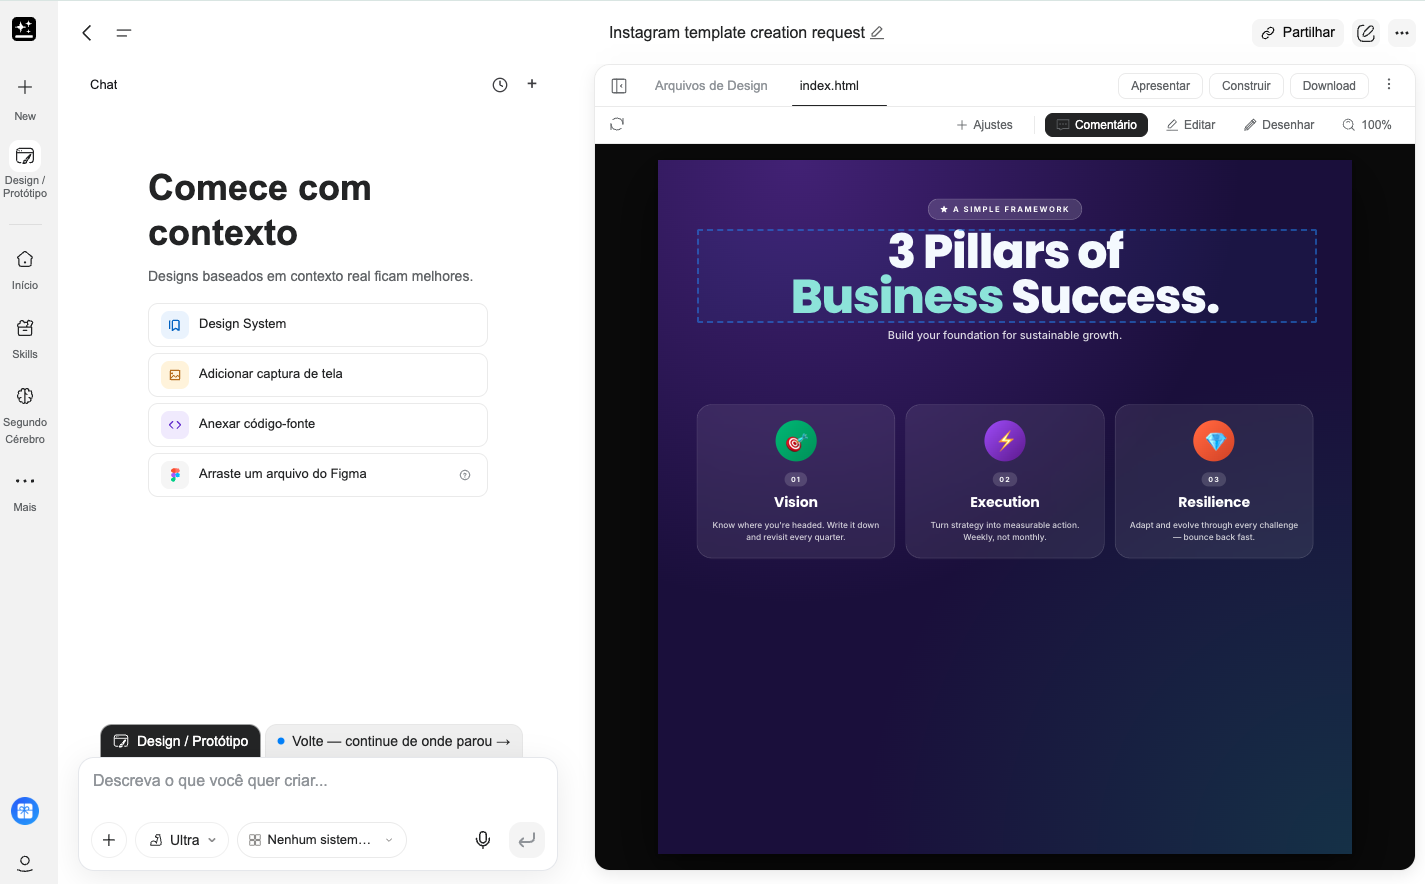 Instagram template creation request
Partilhar
New
Design /
Protótipo
Início
Skills
Segundo
Cérebro
Mais
Chat
Comece com
contexto
Designs baseados em contexto real ficam melhores.
Design System
Adicionar captura de tela
Anexar código-fonte
Arraste um arquivo do Figma
Design / Protótipo
Volte — continue de onde parou →
Descreva o que você quer criar...
Ultra
Nenhum sistem...
Arquivos de Design
index.html
Apresentar
Construir
Download
Ajustes
Comentário
Editar
Desenhar
100%
★ A SIMPLE FRAMEWORK
3 Pillars of
Business Success.
Build your foundation for sustainable growth.
01
Vision
Know where you're headed. Write it down
and revisit every quarter.
02
Execution
Turn strategy into measurable action.
Weekly, not monthly.
03
Resilience
Adapt and evolve through every challenge
— bounce back fast.